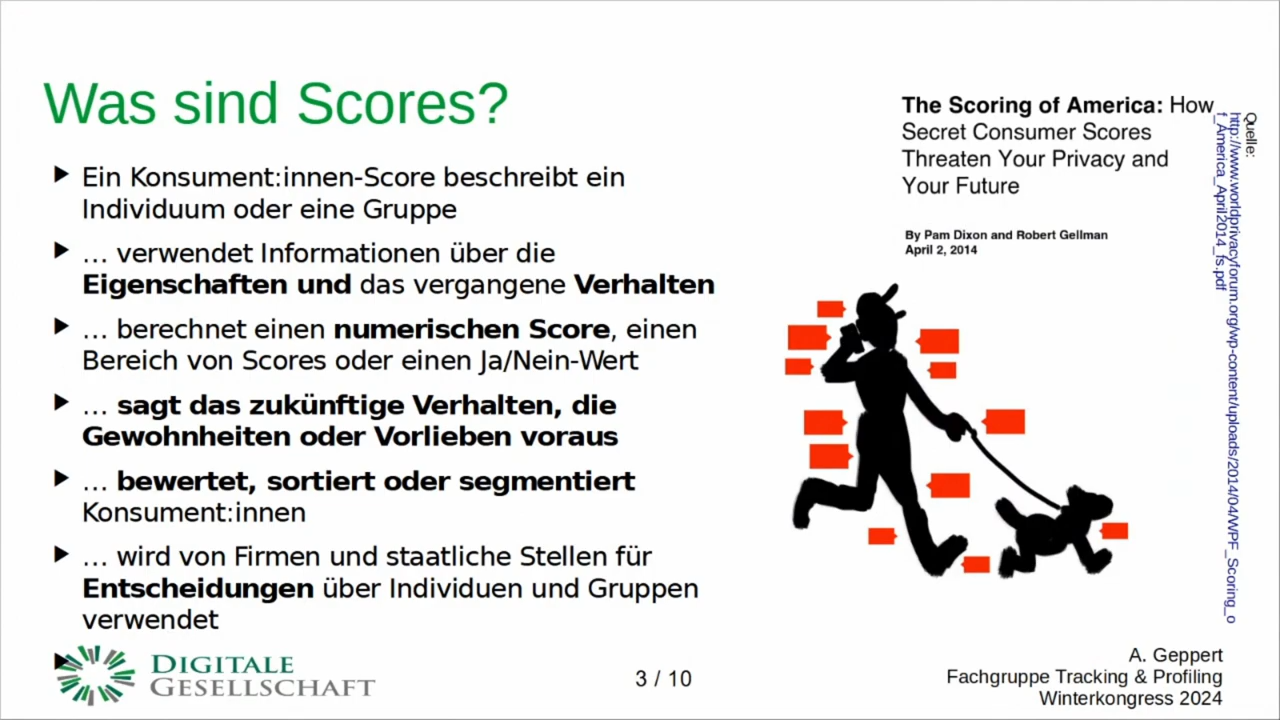 Was sind Scores?
Ein Konsument:innen-Score beschreibt ein
Individuum oder eine Gruppe
… verwendet Informationen über die
Eigenschaften und das vergangene Verhalten
… berechnet einen numerischen Score, einen
Bereich von Scores oder einen Ja/Nein-Wert
… sagt das zukünftige Verhalten, die
Gewohnheiten oder Vorlieben voraus
… bewertet, sortiert oder segmentiert
Konsument:innen
… wird von Firmen und staatliche Stellen für
Entscheidungen über Individuen und Gruppen
verwendet
The Scoring of America: How
Secret Consumer Scores
Threaten Your Privacy and
Your Future
By Pam Dixon and Robert Gellman
April 2, 2014
Quelle:
http://www.worldprivacyforum.org/wp-content/uploads/2014/04/WPF_Scoring_o
f_America_April2014_fs.pdf
DIGITALE
GESELLSCHAFT
3 / 10
A. Geppert
Fachgruppe Tracking & Profiling
Winterkongress 2024